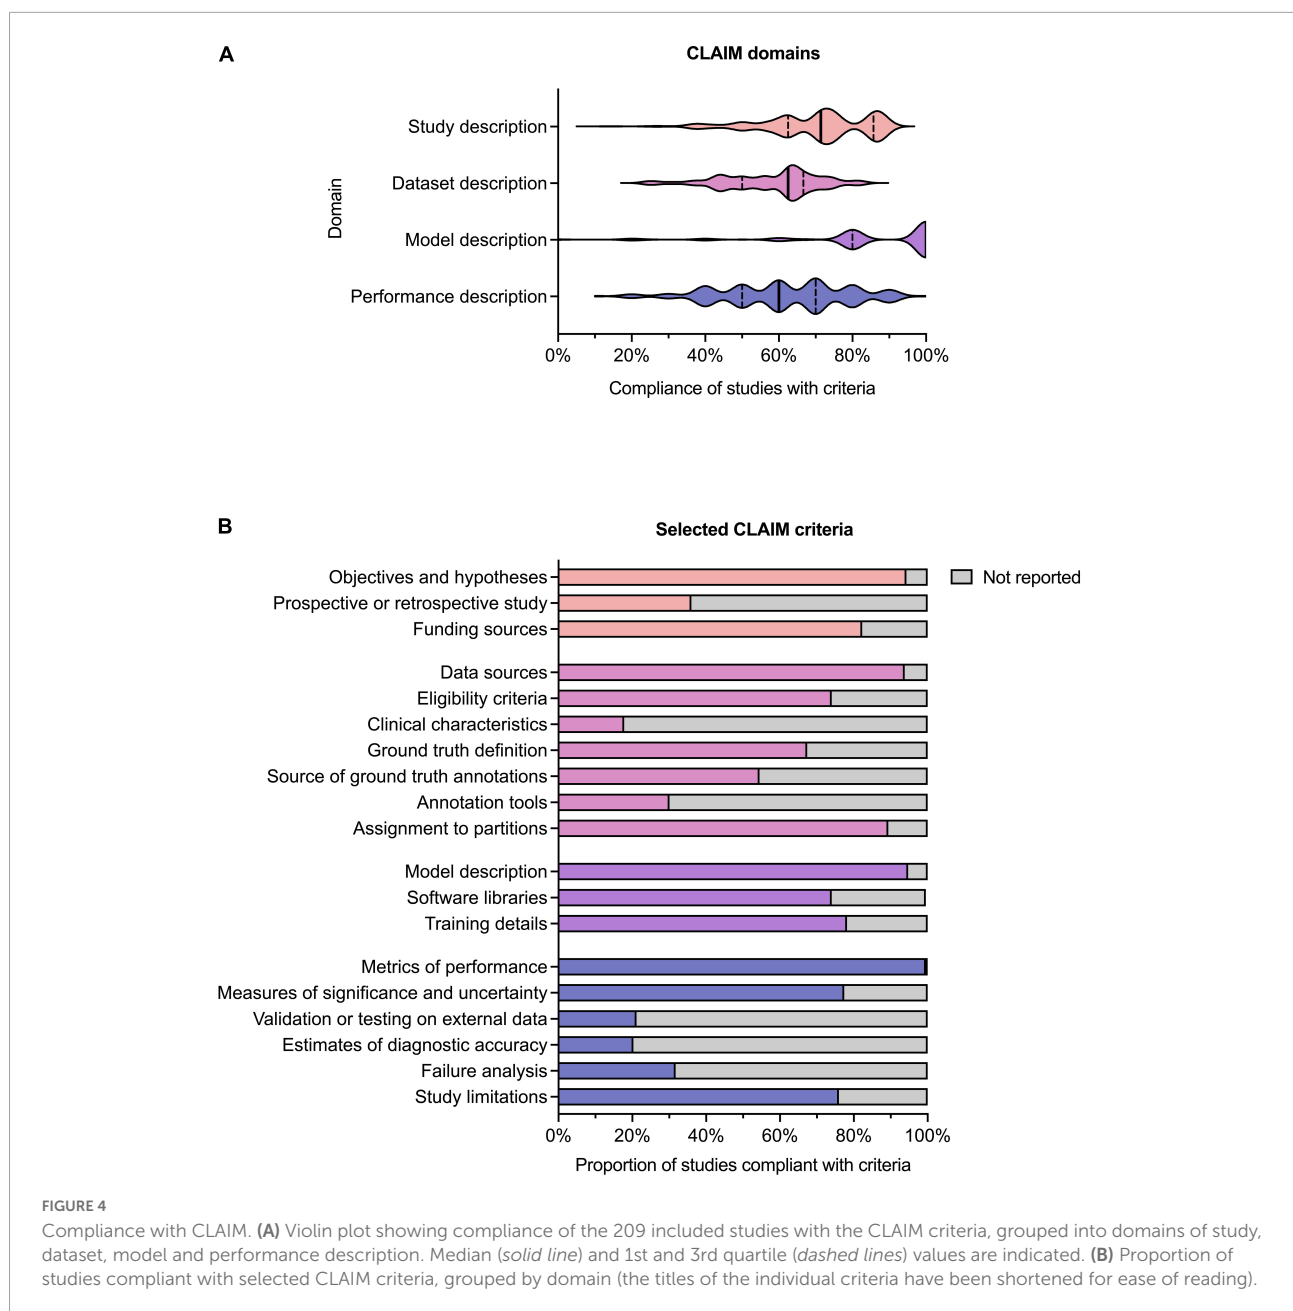 A
CLAIM domains
Study description
Dataset description
Model description
Performance description
Domain
0% 20% 40% 60% 80% 100%
Compliance of studies with criteria
B
Selected CLAIM criteria
Objectives and hypotheses
Not reported
Prospective or retrospective study
Funding sources
Data sources
Eligibility criteria
Clinical characteristics
Ground truth definition
Source of ground truth annotations
Annotation tools
Assignment to partitions
Model description
Software libraries
Training details
Metrics of performance
Measures of significance and uncertainty
Validation or testing on external data
Estimates of diagnostic accuracy
Failure analysis
Study limitations
0% 20% 40% 60% 80% 100%
Proportion of studies compliant with criteria
FIGURE 4
Compliance with CLAIM. (A) Violin plot showing compliance of the 209 included studies with the CLAIM criteria, grouped into domains of study,
dataset, model and performance description. Median (solid line) and 1st and 3rd quartile (dashed lines) values are indicated. (B) Proportion of
studies compliant with selected CLAIM criteria, grouped by domain (the titles of the individual criteria have been shortened for ease of reading).